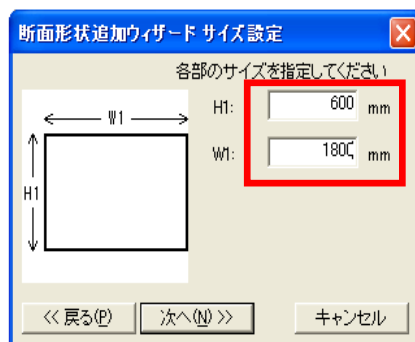 断面形状追加ウィザード サイズ設定
各部のサイズを指定してください
W1
H1
H1: 600 mm
W1: 1800 mm
<< 戻る(P) 次へ(N) >> キャンセル